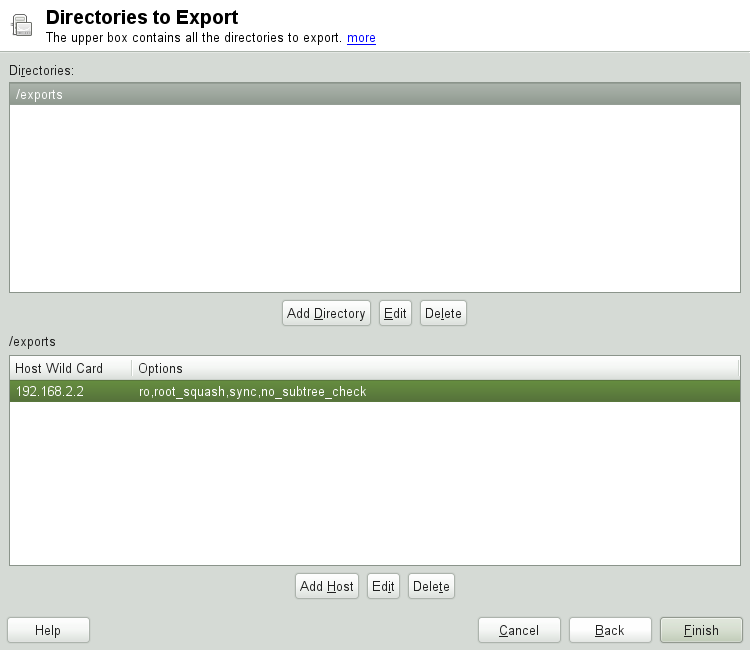 Directories to Export
The upper box contains all the directories to export. more
Directories:
/exports
Add Directory Edit Delete
/exports
Host Wild Card Options
192.168.2.2 ro,root_squash,sync,no_subtree_check
Add Host Edit Delete
Help Cancel Back Finish